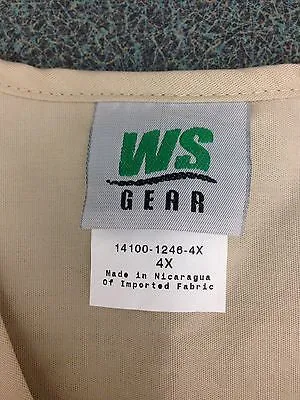 WS
GEAR
14100-1246-4X
4X
Made in Nicaragua
Of Imported Fabric